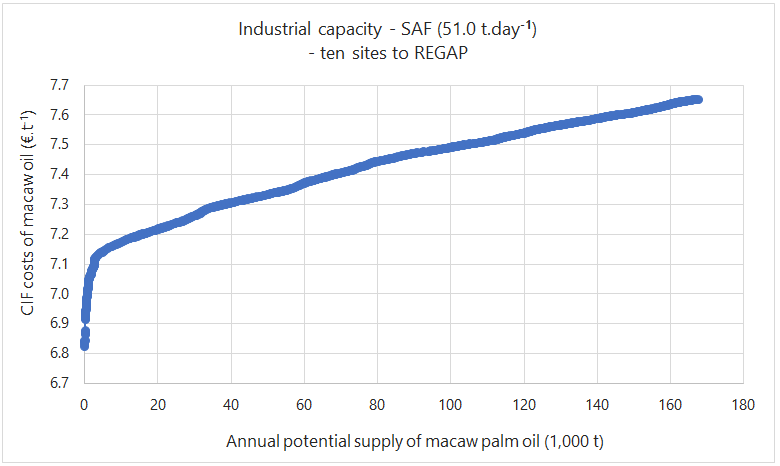 Industrial capacity - SAF (51.0 t.day⁻¹)
- ten sites to REGAP
CIF costs of macaw oil (€.t⁻¹)
7.7
7.6
7.5
7.4
7.3
7.2
7.1
7.0
6.9
6.8
6.7
0 20 40 60 80 100 120 140 160 180
Annual potential supply of macaw palm oil (1,000 t)